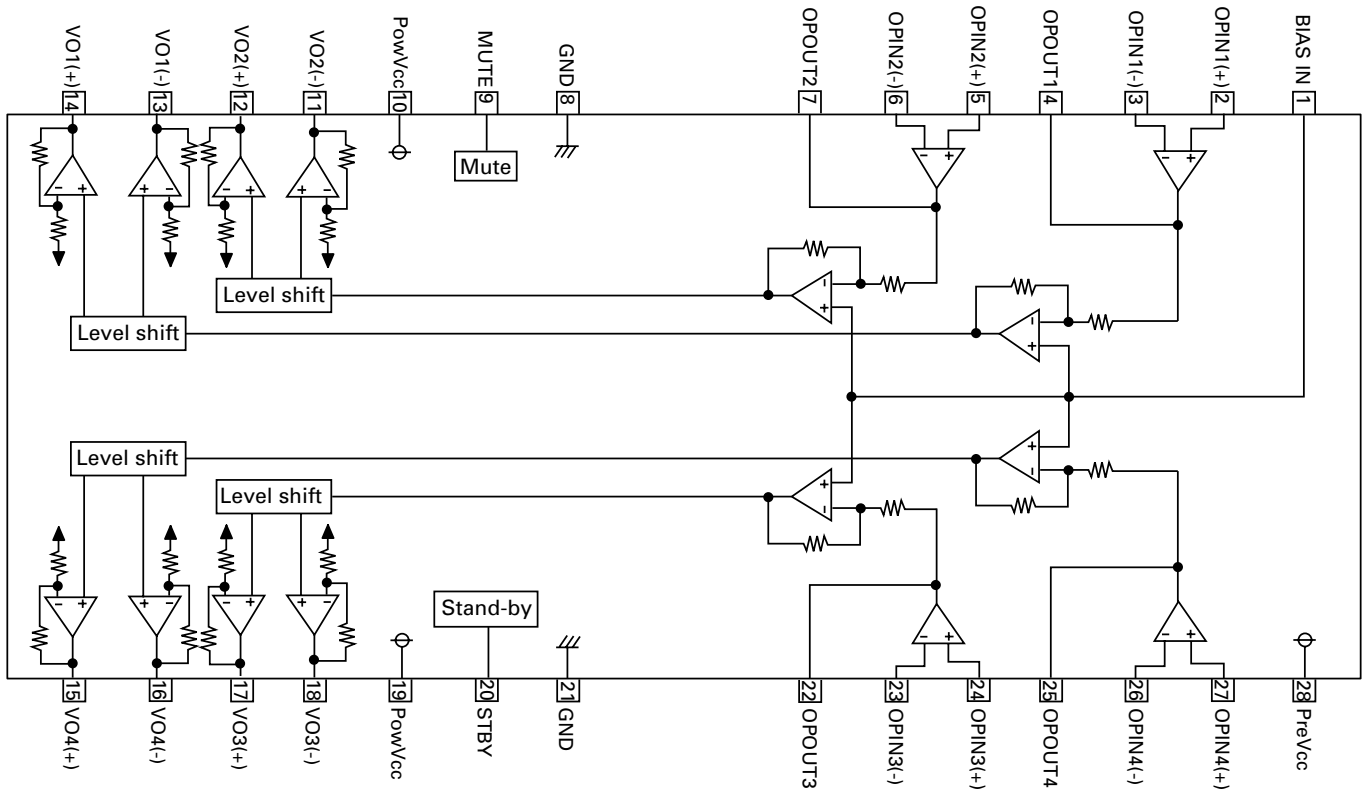 VO1(+) 14
VO1(-) 13
VO2(+) 12
VO2(-) 11
PowVcc 10
MUTE 9
GND 8
OPOUT2 7
OPIN2(-) 6
OPIN2(+) 5
OPOUT1 4
OPIN1(-) 3
OPIN1(+) 2
BIAS IN 1
- +
+ -
- +
+ -
Mute
- +
- +
Level shift
-
+
Level shift
-
+
Level shift
+
-
Level shift
+
-
Stand-by
- +
+ -
- +
+ -
- +
- +
15 VO4(+)
16 VO4(-)
17 VO3(+)
18 VO3(-)
19 PowVcc
20 STBY
21 GND
22 OPOUT3
23 OPIN3(-)
24 OPIN3(+)
25 OPOUT4
26 OPIN4(-)
27 OPIN4(+)
28 PreVcc